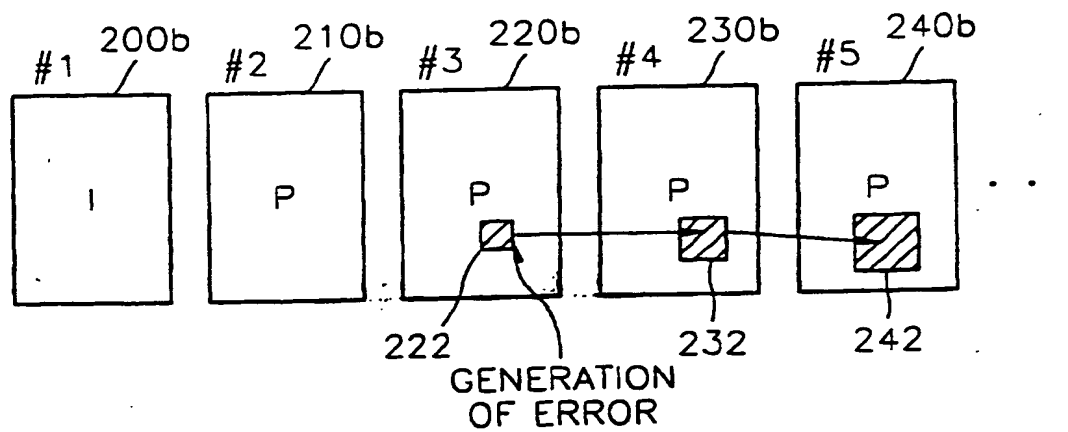 #1 200b #2 210b #3 220b #4 230b #5 240b
I P P P P
222 232 242
GENERATION
OF ERROR